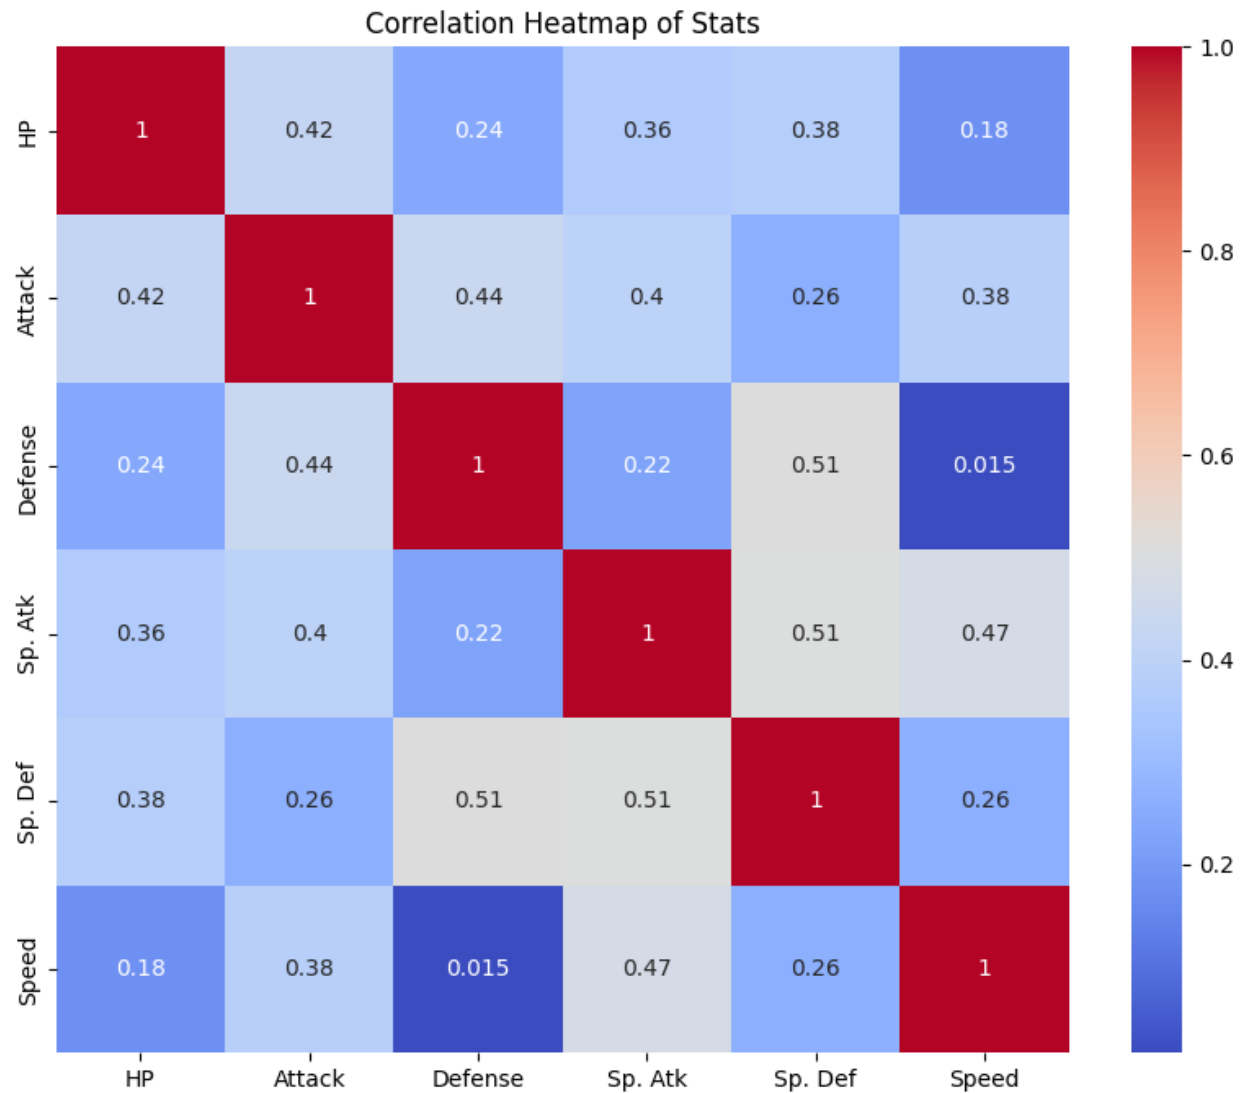 Correlation Heatmap of Stats
HP 1 0.42 0.24 0.36 0.38 0.18
Attack 0.42 1 0.44 0.4 0.26 0.38
Defense 0.24 0.44 1 0.22 0.51 0.015
Sp. Atk 0.36 0.4 0.22 1 0.51 0.47
Sp. Def 0.38 0.26 0.51 0.51 1 0.26
Speed 0.18 0.38 0.015 0.47 0.26 1
HP Attack Defense Sp. Atk Sp. Def Speed
1.0
0.8
0.6
0.4
0.2